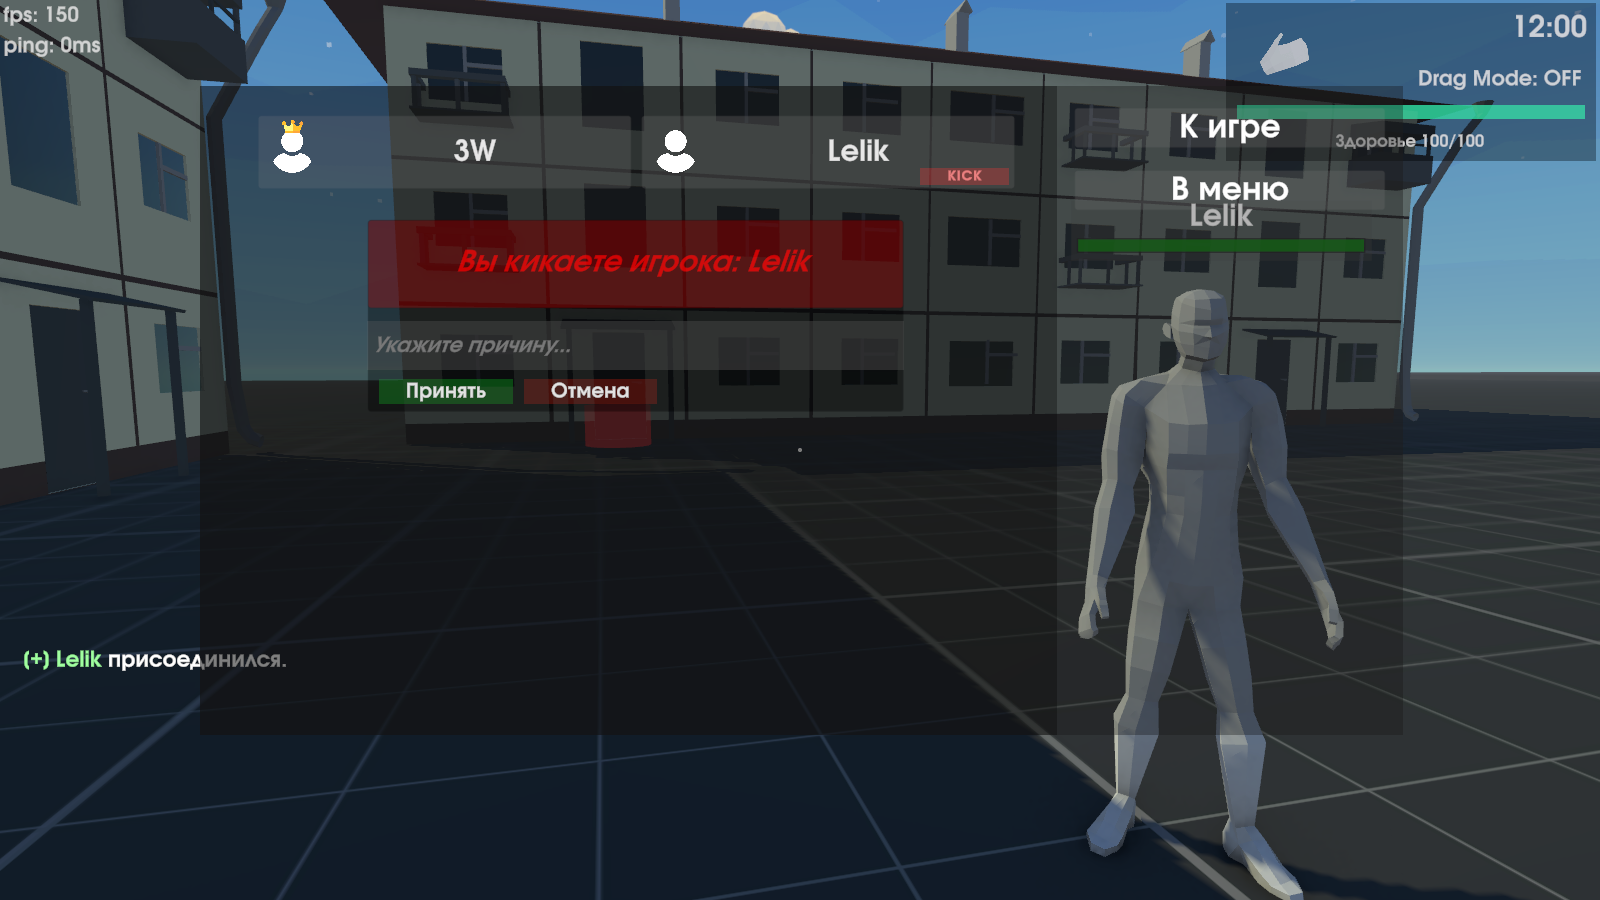 fps: 150
ping: 0ms
12:00
Drag Mode: OFF
Здоровье 100/100
3W
Lelik
KICK
К игре
В меню
Lelik
Вы кикаете игрока: Lelik
Укажите причину...
Принять
Отмена
(+) Lelik присоединился.